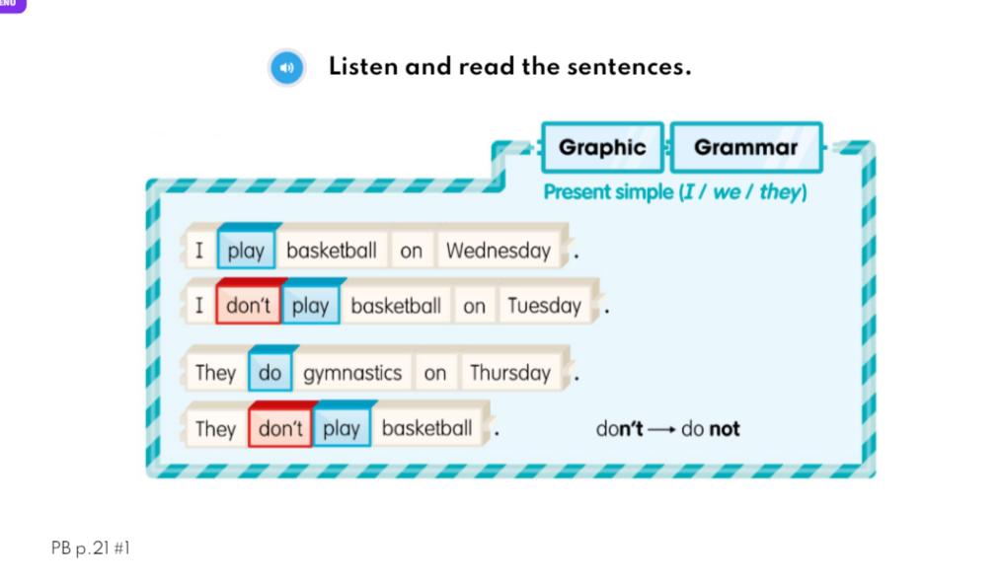 Listen and read the sentences.
Graphic Grammar
Present simple (I / we / they)
I play basketball on Wednesday.
I don't play basketball on Tuesday.
They do gymnastics on Thursday.
They don't play basketball.
don't → do not
PB p.21 #1